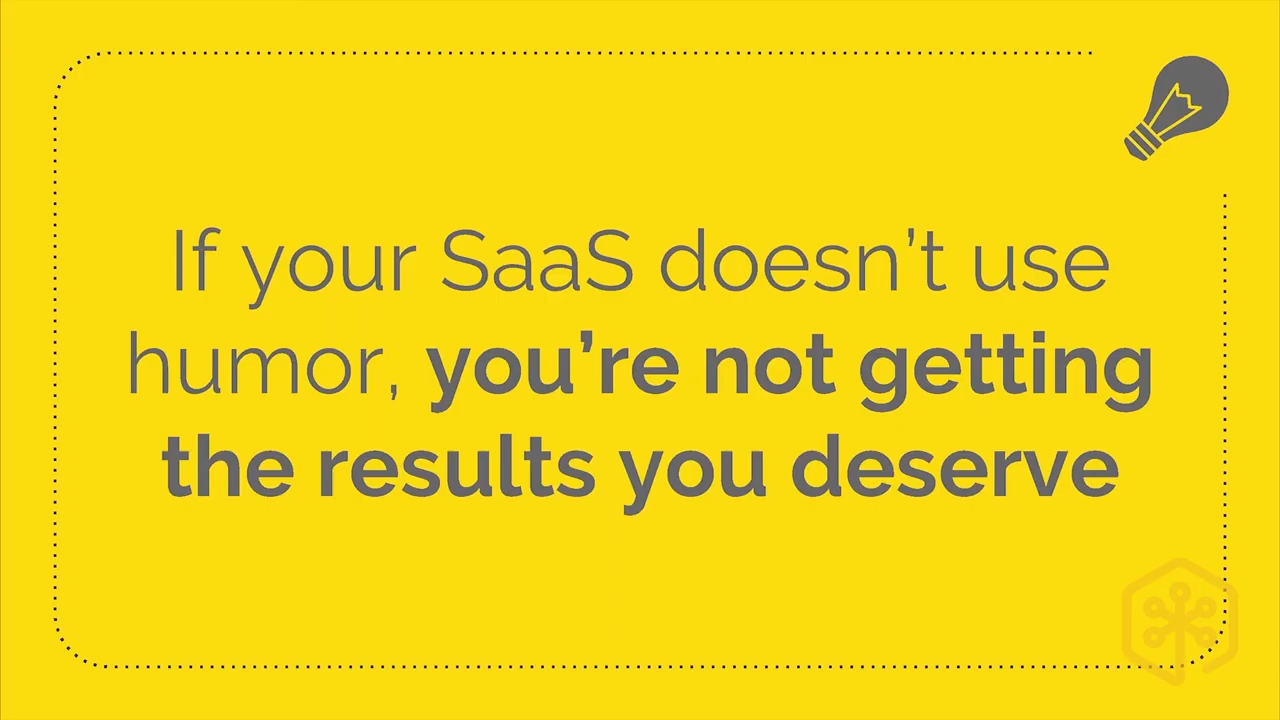 If your SaaS doesn’t use
humor, you’re not getting
the results you deserve